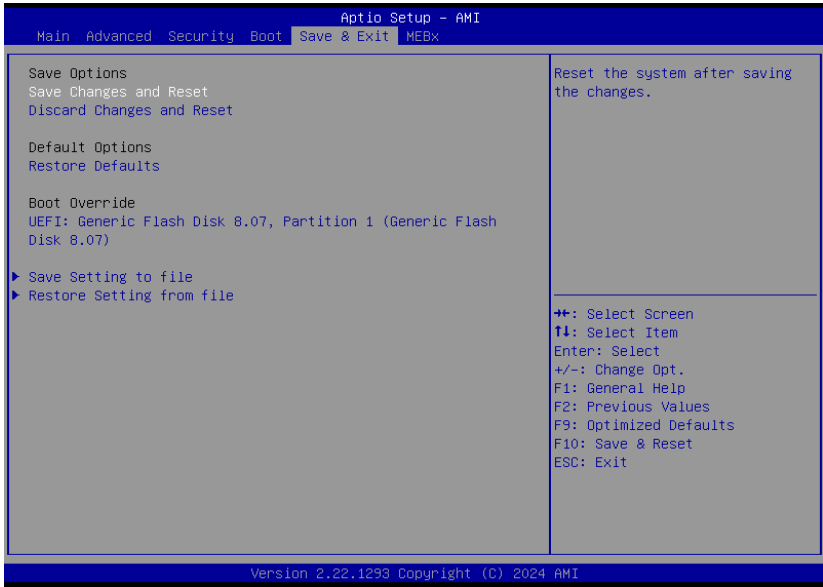 Aptio Setup – AMI
Main Advanced Security Boot Save & Exit MEBx
Save Options
Save Changes and Reset
Discard Changes and Reset
Default Options
Restore Defaults
Boot Override
UEFI: Generic Flash Disk 8.07, Partition 1 (Generic Flash
Disk 8.07)
▶ Save Setting to file
▶ Restore Setting from file
Reset the system after saving
the changes.
→←: Select Screen
↑↓: Select Item
Enter: Select
+/–: Change Opt.
F1: General Help
F2: Previous Values
F9: Optimized Defaults
F10: Save & Reset
ESC: Exit
Version 2.22.1293 Copyright (C) 2024 AMI